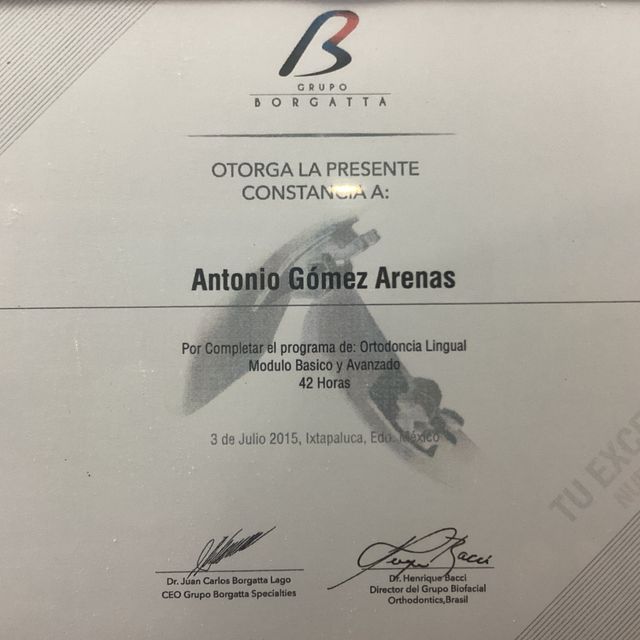 GRUPO
BORGATTA
OTORGA LA PRESENTE
CONSTANCIA A:
Antonio Gómez Arenas
Por Completar el programa de: Ortodoncia Lingual
Modulo Basico y Avanzado
42 Horas
3 de Julio 2015, Ixtapaluca, Edo. México
TU EXCE
Dr. Juan Carlos Borgatta Lago
CEO Grupo Borgatta Specialties
Dr. Henrique Bacci
Director del Grupo Biofacial
Orthodontics,Brasil